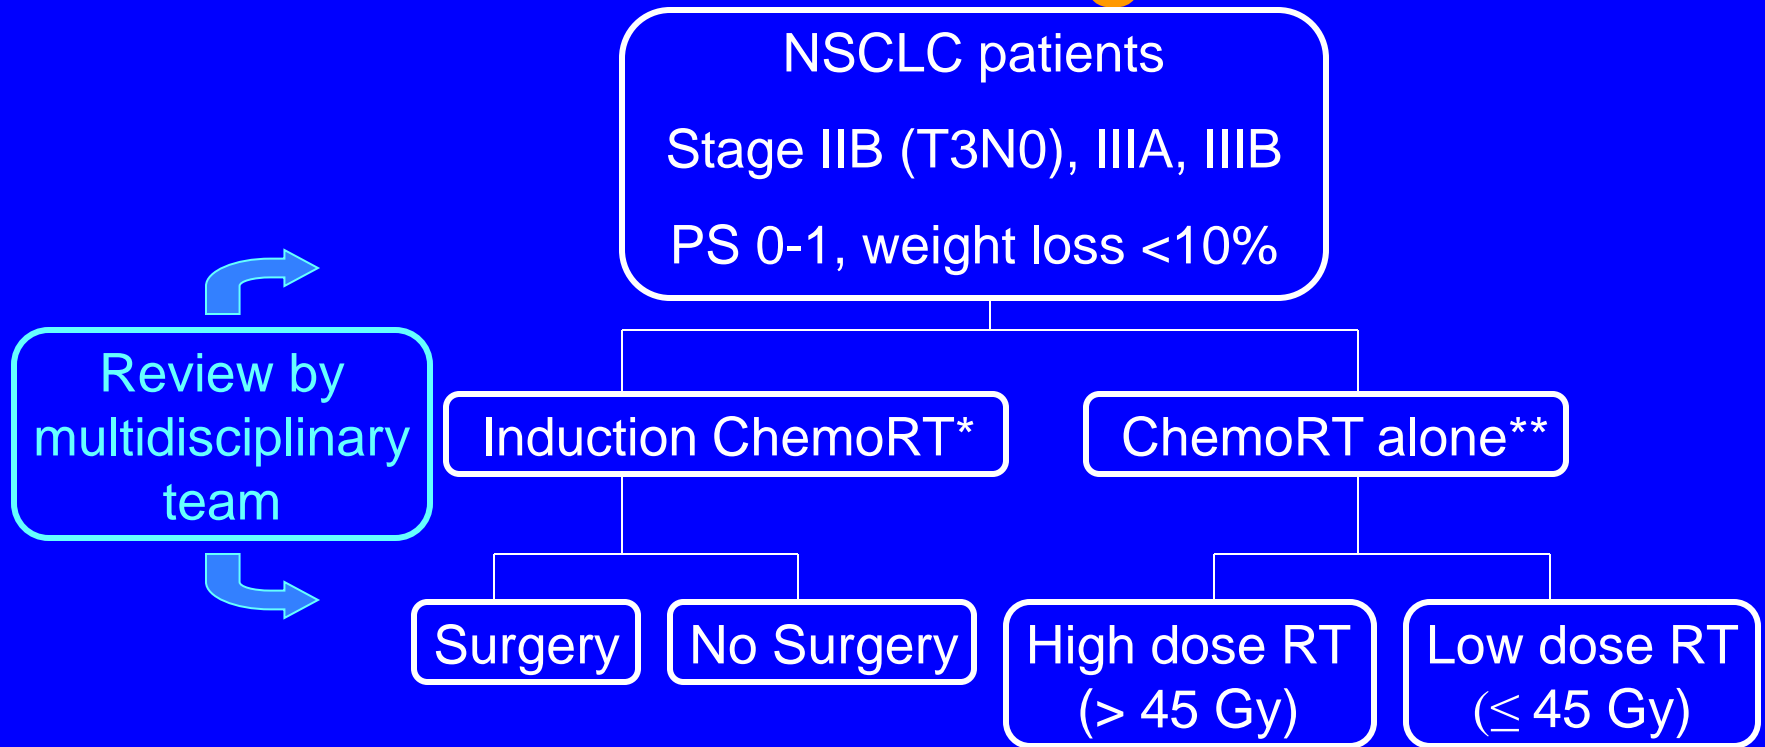 NSCLC patients
Stage IIB (T3N0), IIIA, IIIB
PS 0-1, weight loss <10%
Review by
multidisciplinary
team
Induction ChemoRT*
ChemoRT alone**
Surgery
No Surgery
High dose RT
(> 45 Gy)
Low dose RT
(≤ 45 Gy)